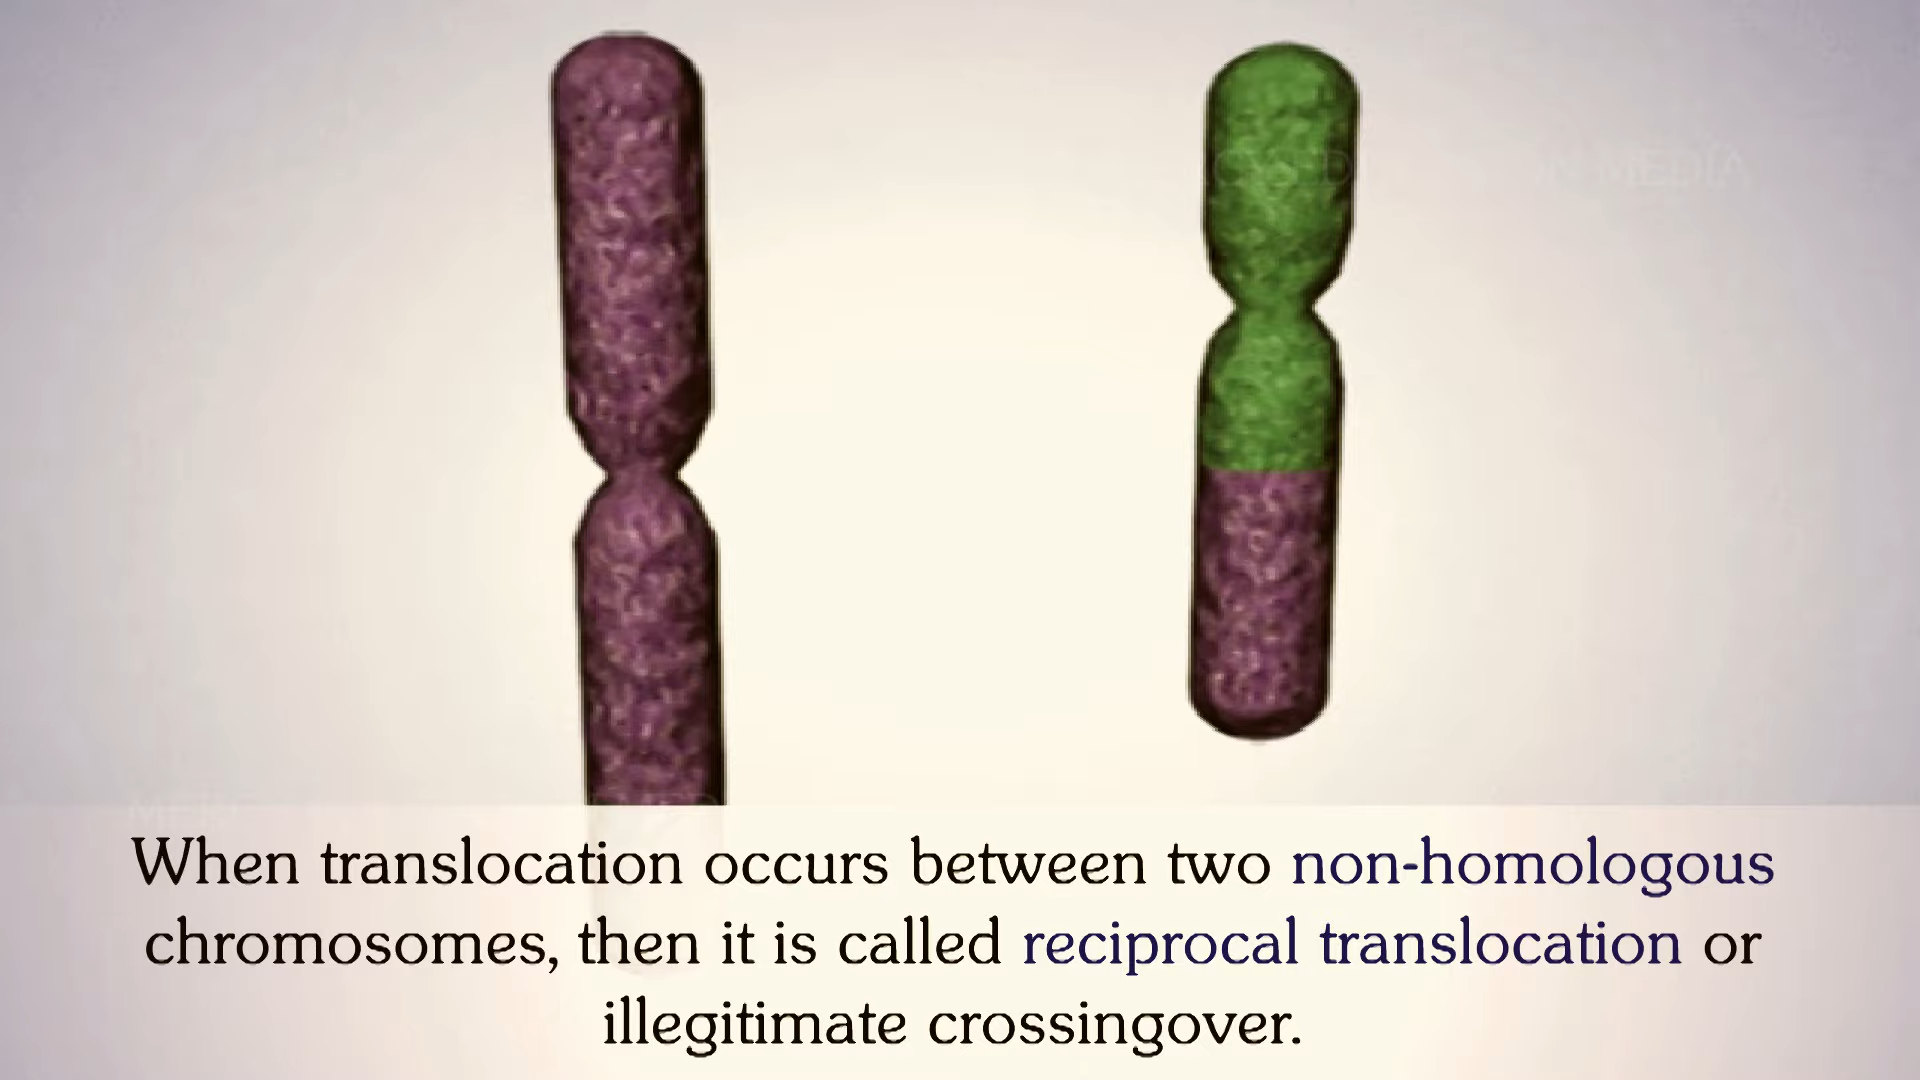 When translocation occurs between two non-homologous
chromosomes, then it is called reciprocal translocation or
illegitimate crossingover.